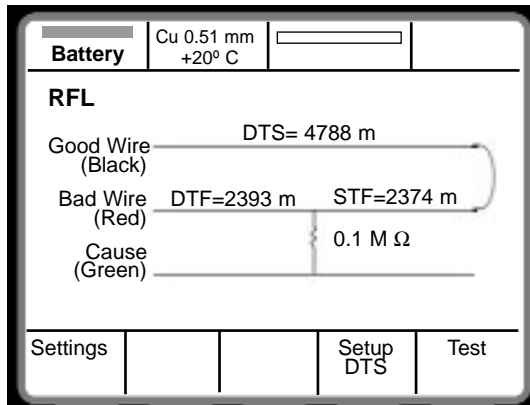 Battery
Cu 0.51 mm
+20º C
RFL
Good Wire
(Black)
DTS= 4788 m
Bad Wire
(Red)
DTF=2393 m
STF=2374 m
0.1 M Ω
Cause
(Green)
Settings
Setup
DTS
Test